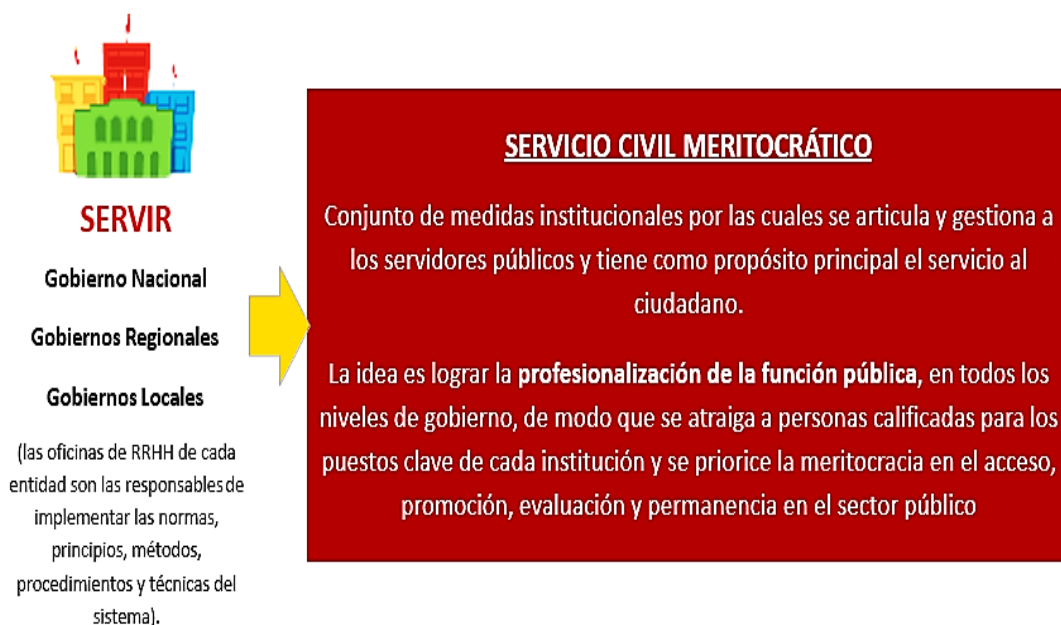 SERVIR
Gobierno Nacional
Gobiernos Regionales
Gobiernos Locales
(las oficinas de RRHH de cada
entidad son las responsables de
implementar las normas,
principios, métodos,
procedimientos y técnicas del
sistema).
SERVICIO CIVIL MERITOCRÁTICO
Conjunto de medidas institucionales por las cuales se articula y gestiona a
los servidores públicos y tiene como propósito principal el servicio al
ciudadano.
La idea es lograr la profesionalización de la función pública, en todos los
niveles de gobierno, de modo que se atraiga a personas calificadas para los
puestos clave de cada institución y se priorice la meritocracia en el acceso,
promoción, evaluación y permanencia en el sector público